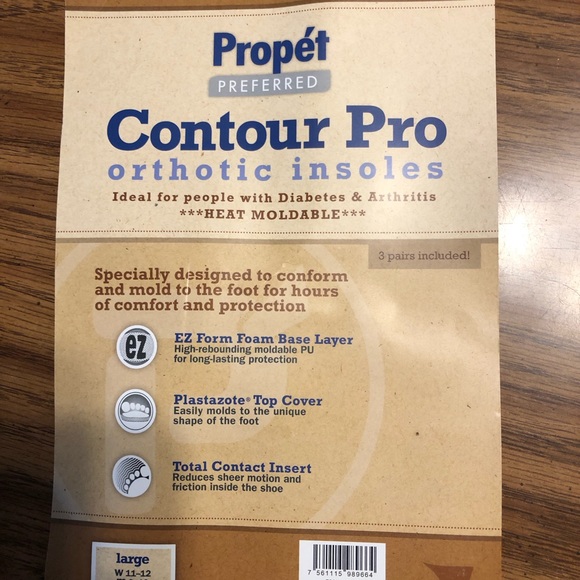 Propét
PREFERRED
Contour Pro
orthotic insoles
Ideal for people with Diabetes & Arthritis
***HEAT MOLDABLE***
3 pairs included!
Specially designed to conform
and mold to the foot for hours
of comfort and protection
ez
EZ Form Foam Base Layer
High-rebounding moldable PU
for long-lasting protection
Plastazote® Top Cover
Easily molds to the unique
shape of the foot
Total Contact Insert
Reduces sheer motion and
friction inside the shoe
large
W 11–12
7 561115 989664